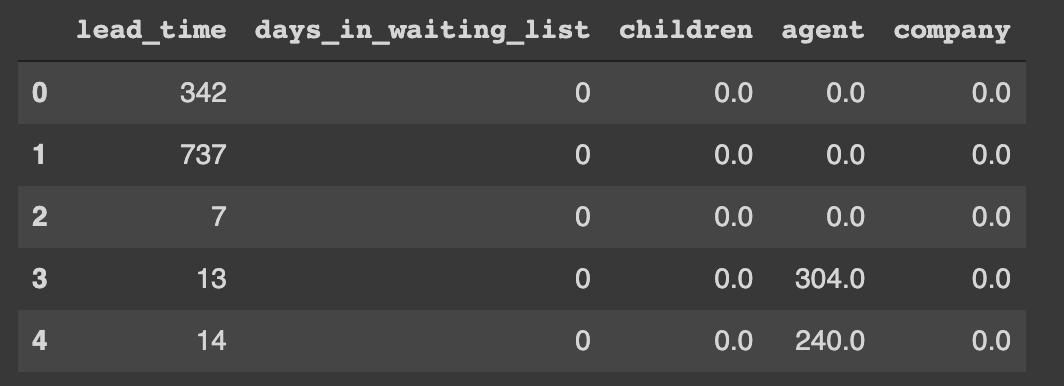 lead_time days_in_waiting_list children agent company
0 342 0 0.0 0.0 0.0
1 737 0 0.0 0.0 0.0
2 7 0 0.0 0.0 0.0
3 13 0 0.0 304.0 0.0
4 14 0 0.0 240.0 0.0